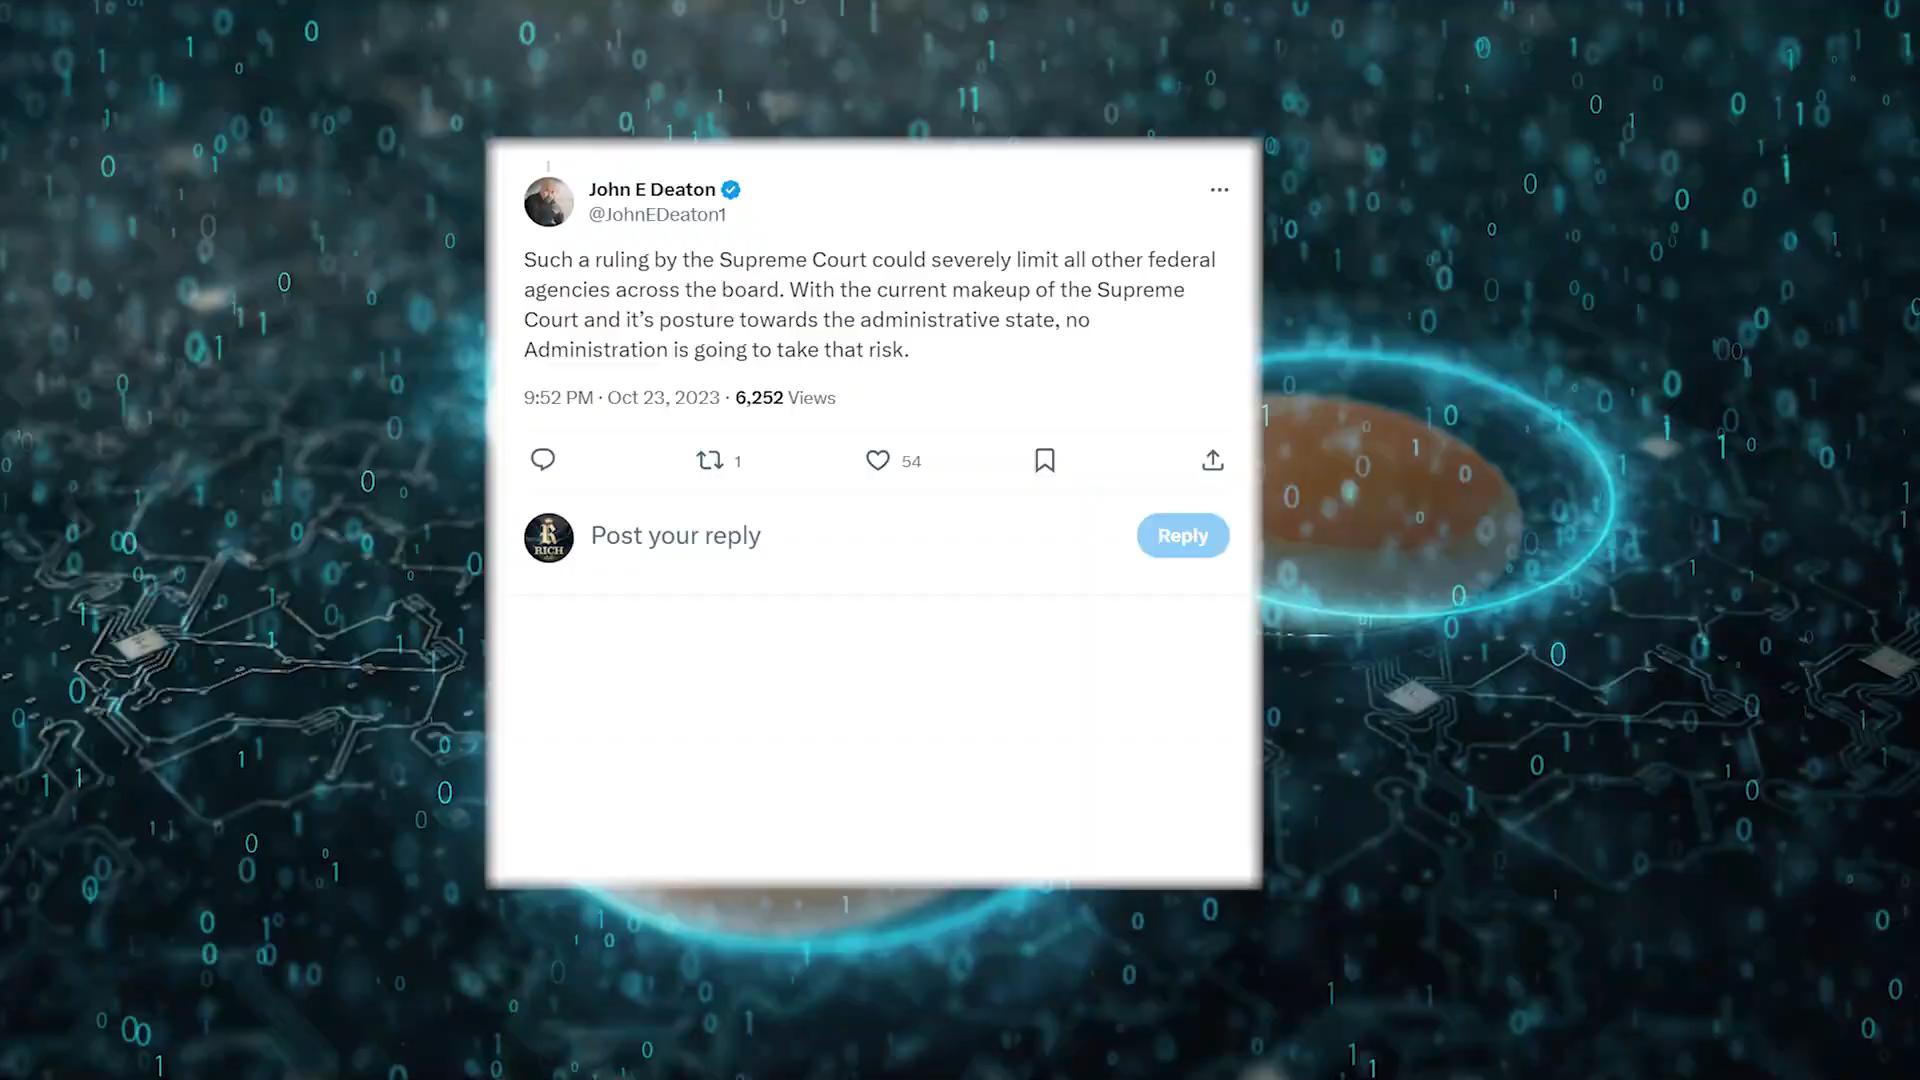 John E Deaton
@JohnEDeaton1
Such a ruling by the Supreme Court could severely limit all other federal
agencies across the board. With the current makeup of the Supreme
Court and it’s posture towards the administrative state, no
Administration is going to take that risk.
9:52 PM · Oct 23, 2023 · 6,252 Views
1
54
RICH
Post your reply
Reply